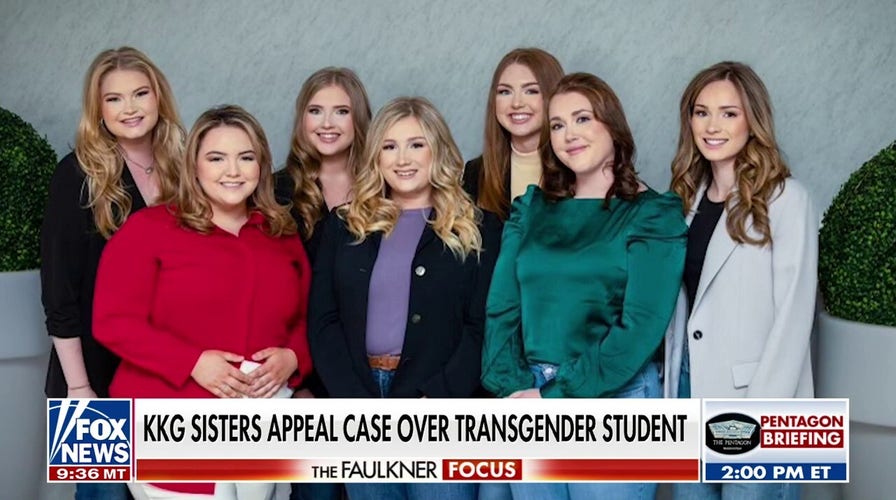 KKG SISTERS APPEAL CASE OVER TRANSGENDER STUDENT
FOX
NEWS
9:36 MT
THE FAULKNER FOCUS
THE PENTAGON
PENTAGON
BRIEFING
2:00 PM ET